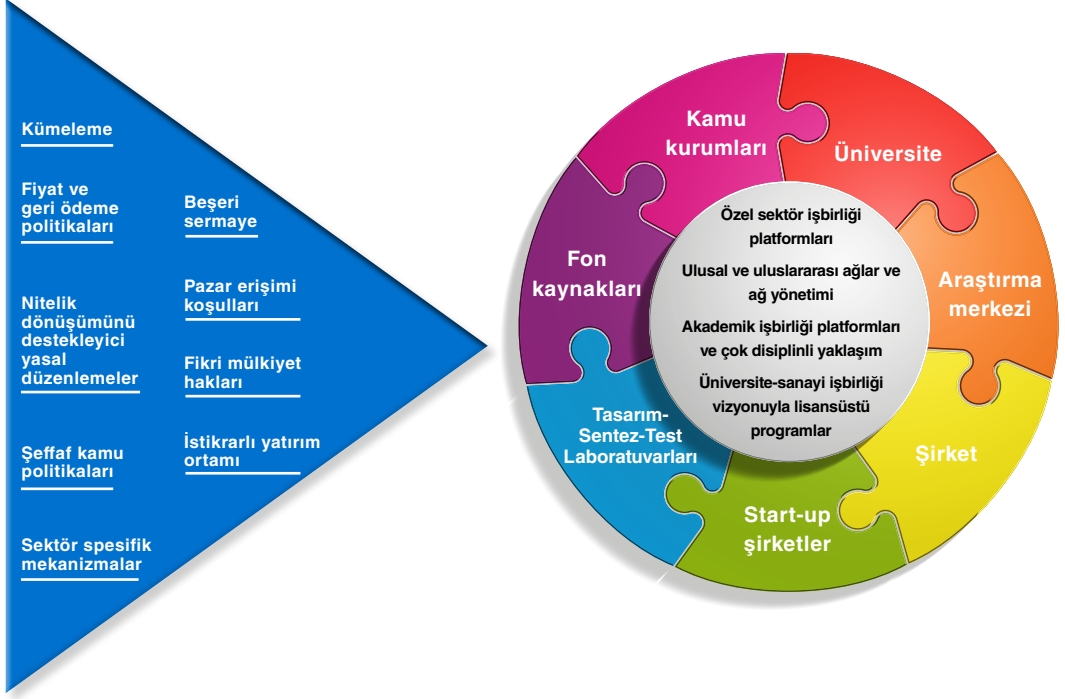 Kümeleme
Fiyat ve
geri ödeme
politikaları
Nitelik
dönüşümünü
destekleyici
yasal
düzenlemeler
Şeffaf kamu
politikaları
Sektör spesifik
mekanizmalar
Beşeri
sermaye
Pazar erişimi
koşulları
Fikri mülkiyet
hakları
İstikrarlı yatırım
ortamı
Kamu
kurumları
Üniversite
Araştırma
merkezi
Şirket
Start-up
şirketler
Tasarım-
Sentez-Test
Laboratuvarları
Fon
kaynakları
Özel sektör işbirliği
platformları
Ulusal ve uluslararası ağlar ve
ağ yönetimi
Akademik işbirliği platformları
ve çok disiplinli yaklaşım
Üniversite-sanayi işbirliği
vizyonuyla lisansüstü
programlar